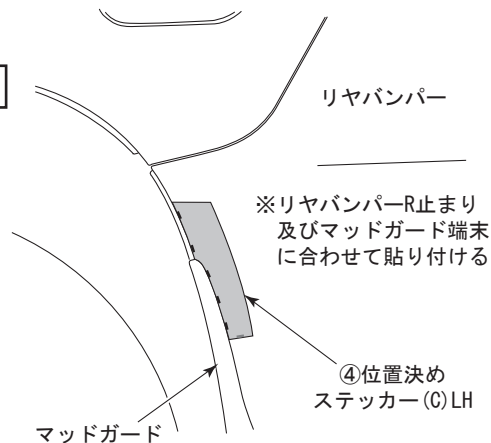 リヤバンパー
※リヤバンパーR止まり
及びマッドガード端末
に合わせて貼り付ける
④位置決め
ステッカー(C)LH
マッドガード